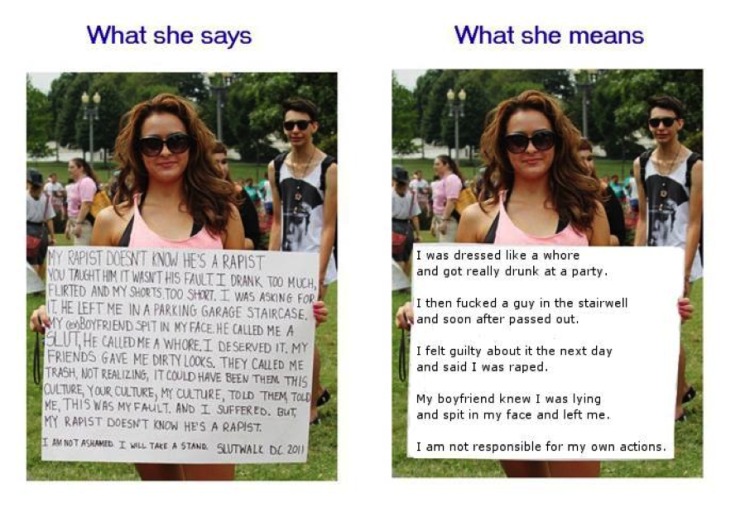 What she says
What she means
MY RAPIST DOESN'T KNOW HE'S A RAPIST
YOU TAUGHT HIM IT WASN'T HIS FAULT. I DRANK TOO MUCH,
FLIRTED AND MY SHORTS TOO SHORT. I WAS ASKING FOR
IT. HE LEFT ME IN A PARKING GARAGE STAIRCASE.
MY (ex)BOYFRIEND SPIT IN MY FACE. HE CALLED ME A
SLUT, HE CALLED ME A WHORE. I DESERVED IT. MY
FRIENDS GAVE ME DIRTY LOOKS. THEY CALLED ME
TRASH, NOT REALIZING, IT COULD HAVE BEEN THEM. THIS
CULTURE, YOUR CULTURE, MY CULTURE, TOLD THEM, TOLD
ME, THIS WAS MY FAULT. AND I SUFFERED. BUT,
MY RAPIST DOESN'T KNOW HE'S A RAPIST.
I AM NOT ASHAMED. I WILL TAKE A STAND. SLUTWALK DC 2011
I was dressed like a whore
and got really drunk at a party.
I then fucked a guy in the stairwell
and soon after passed out.
I felt guilty about it the next day
and said I was raped.
My boyfriend knew I was lying
and spit in my face and left me.
I am not responsible for my own actions.